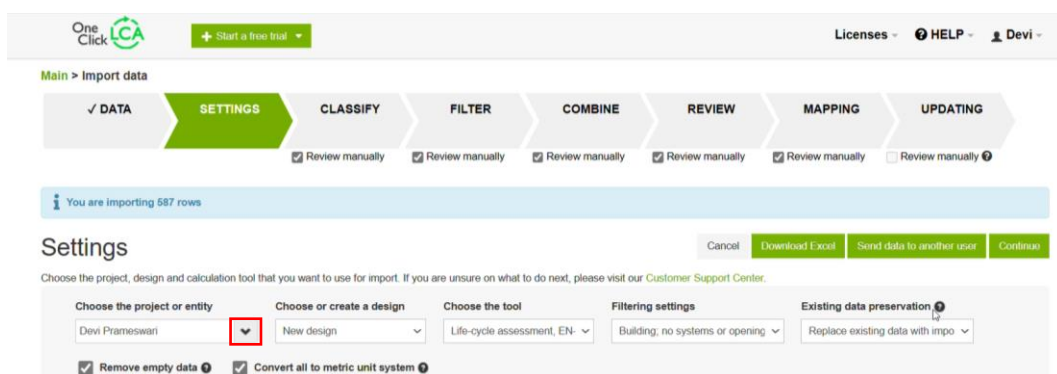 One
Click LCA
+ Start a free trial
Licenses
? HELP
Devi
Main > Import data
✓ DATA
SETTINGS
CLASSIFY
FILTER
COMBINE
REVIEW
MAPPING
UPDATING
Review manually
Review manually
Review manually
Review manually
Review manually
Review manually ?
i You are importing 587 rows
Settings
Cancel
Download Excel
Send data to another user
Continue
Choose the project, design and calculation tool that you want to use for import. If you are unsure on what to do next, please visit our Customer Support Center.
Choose the project or entity
Choose or create a design
Choose the tool
Filtering settings
Existing data preservation ?
Devi Prameswari
New design
Life-cycle assessment, EN-
Building; no systems or opening
Replace existing data with impo
Remove empty data ?
Convert all to metric unit system ?